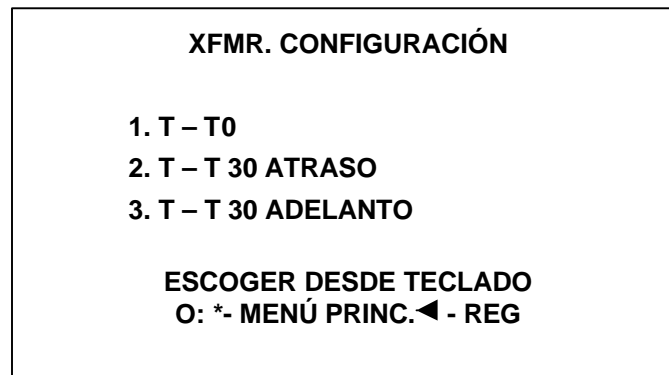 XFMR. CONFIGURACIÓN
1. T – T0
2. T – T 30 ATRASO
3. T – T 30 ADELANTO
ESCOGER DESDE TECLADO
O: *- MENÚ PRINC.◄ - REG